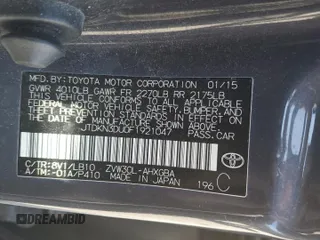 MFD.BY:TOYOTA MOTOR CORPORATION 01/15
GVWR 4010LB GAWR FR 2270LB RR 2175LB
THIS VEHICLE CONFORMS TO ALL APPLICABLE
FEDERAL MOTOR VEHICLE SAFETY, BUMPER, AND
THEFT PREVENTION STANDARDS IN EFFECT ON
THE DATE OF MANUFACTURE SHOWN ABOVE.
JTDKN3DU0F1921047 PASS.CAR
C/TR:8V1/LB10 ZVW30L-AHXGBA
A/TM:-01A/P410 MADE IN JAPAN 196C